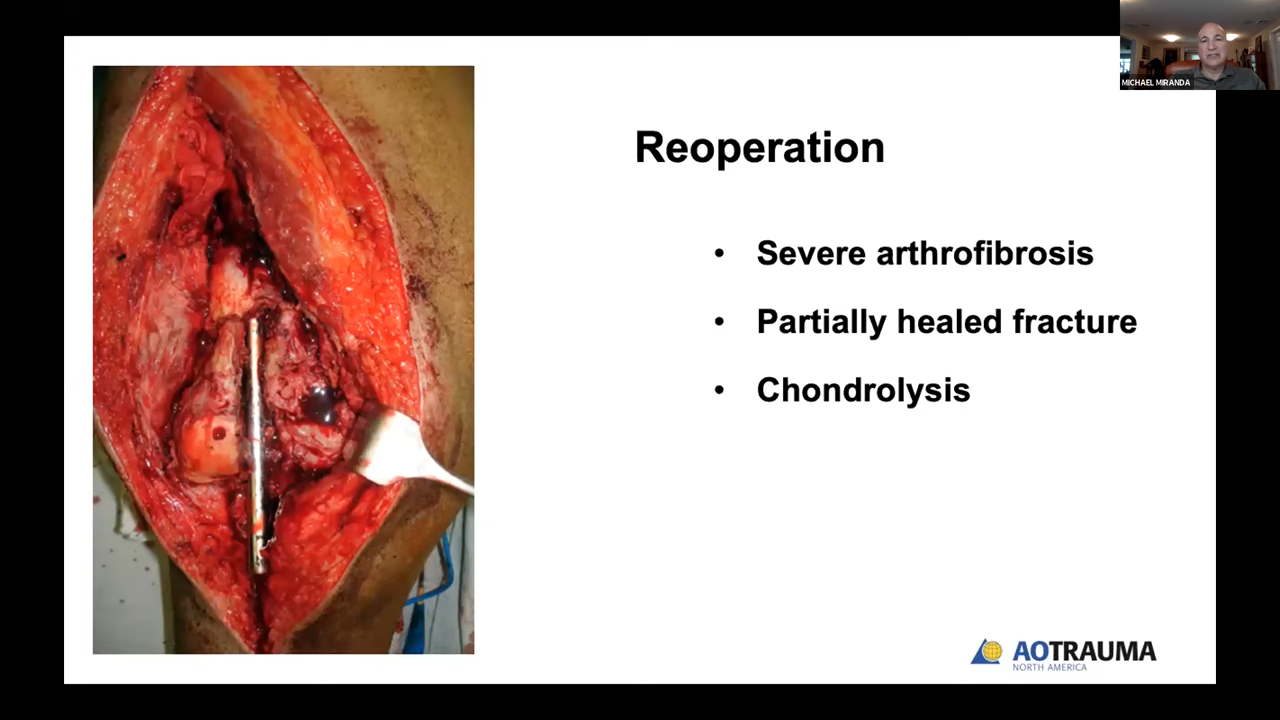 MICHAEL MIRANDA
Reoperation
• Severe arthrofibrosis
• Partially healed fracture
• Chondrolysis
AOTRAUMA
NORTH AMERICA